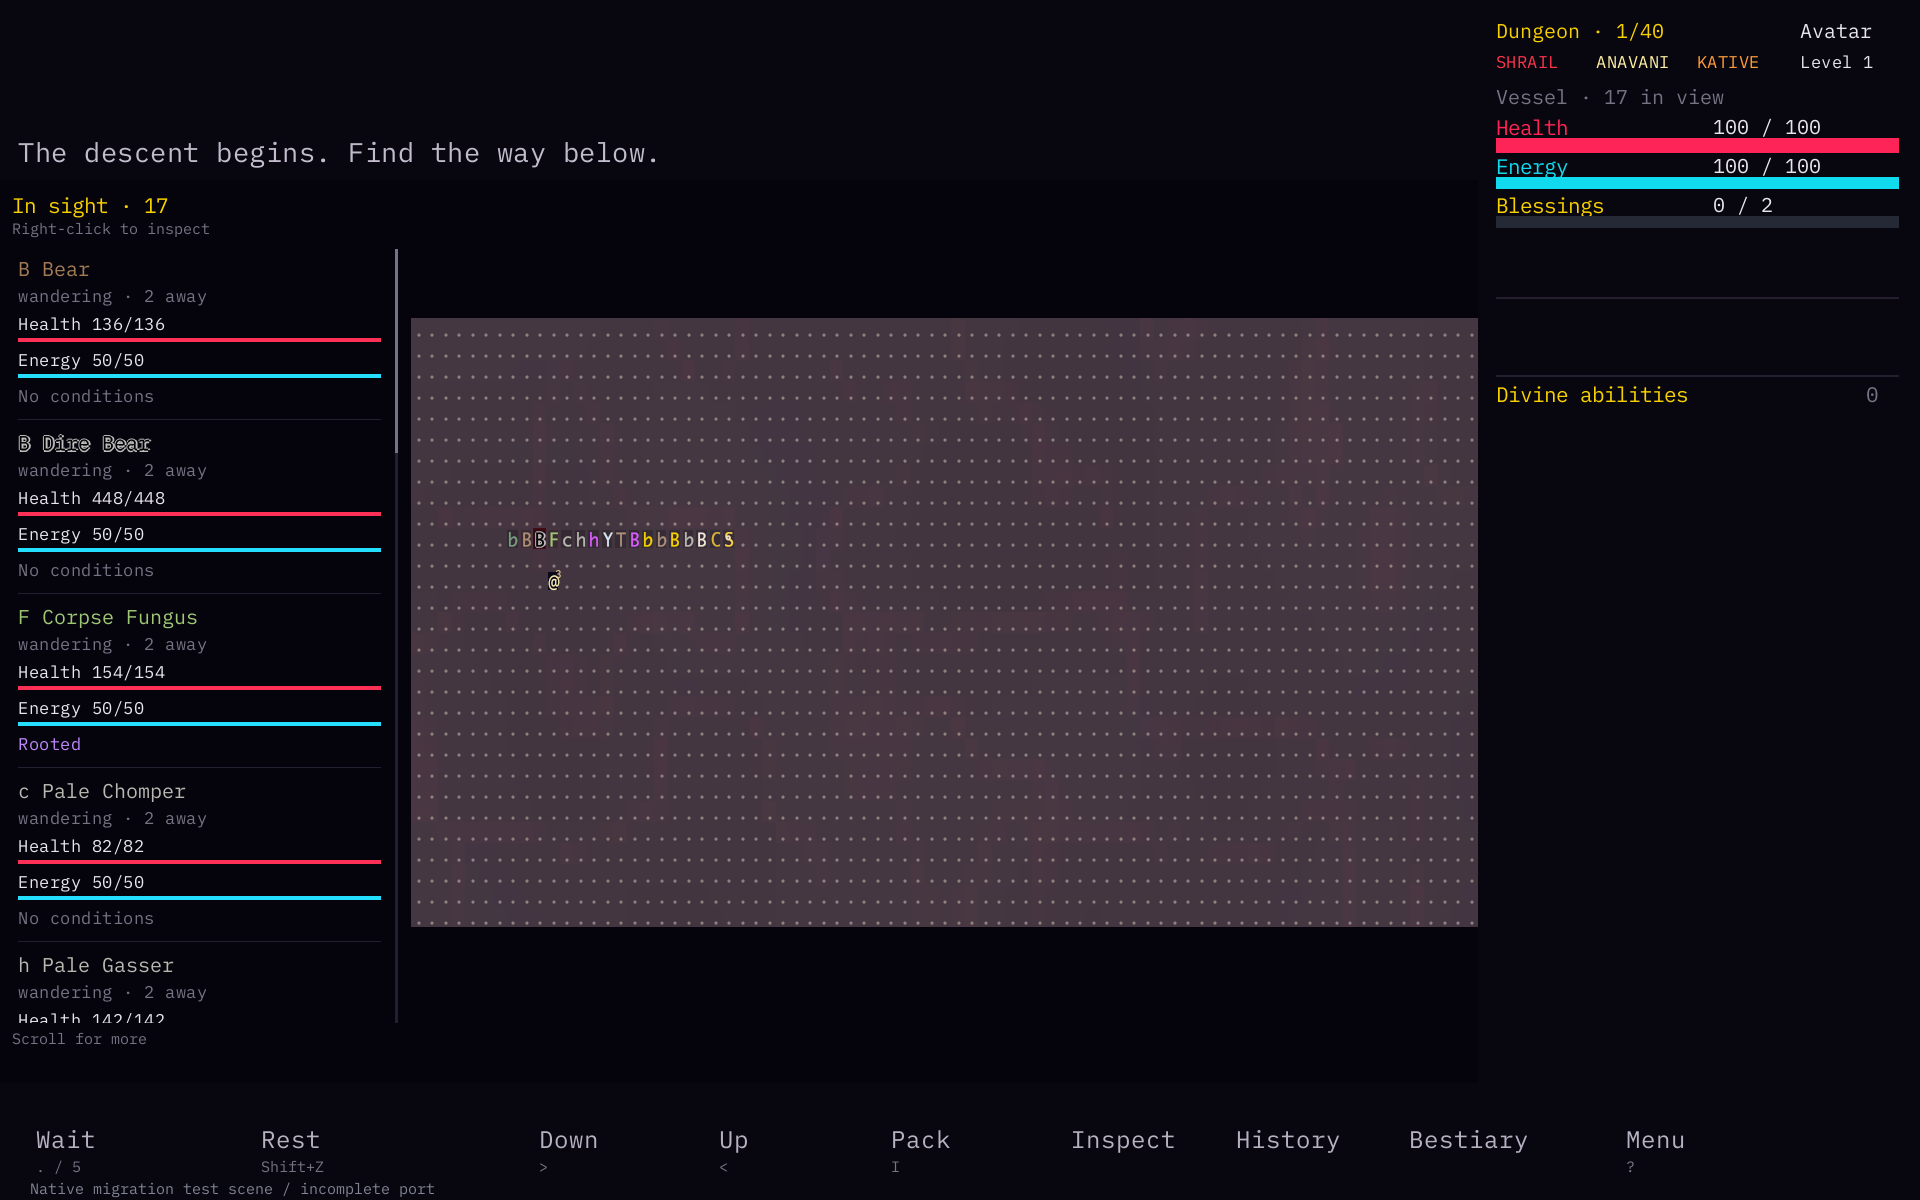 Dungeon · 1/40 Avatar
SHRAIL ANAVANI KATIVE Level 1
Vessel · 17 in view
Health 100 / 100
Energy 100 / 100
Blessings 0 / 2
Divine abilities 0
The descent begins. Find the way below.
In sight · 17
Right-click to inspect
B Bear
wandering · 2 away
Health 136/136
Energy 50/50
No conditions
B Dire Bear
wandering · 2 away
Health 448/448
Energy 50/50
No conditions
F Corpse Fungus
wandering · 2 away
Health 154/154
Energy 50/50
Rooted
c Pale Chomper
wandering · 2 away
Health 82/82
Energy 50/50
No conditions
h Pale Gasser
wandering · 2 away
Health 142/142
Scroll for more
bBBFchhYTBbbBbBCS
@
Wait Rest Down Up Pack Inspect History Bestiary Menu
. / 5 Shift+Z > < I ?
Native migration test scene / incomplete port